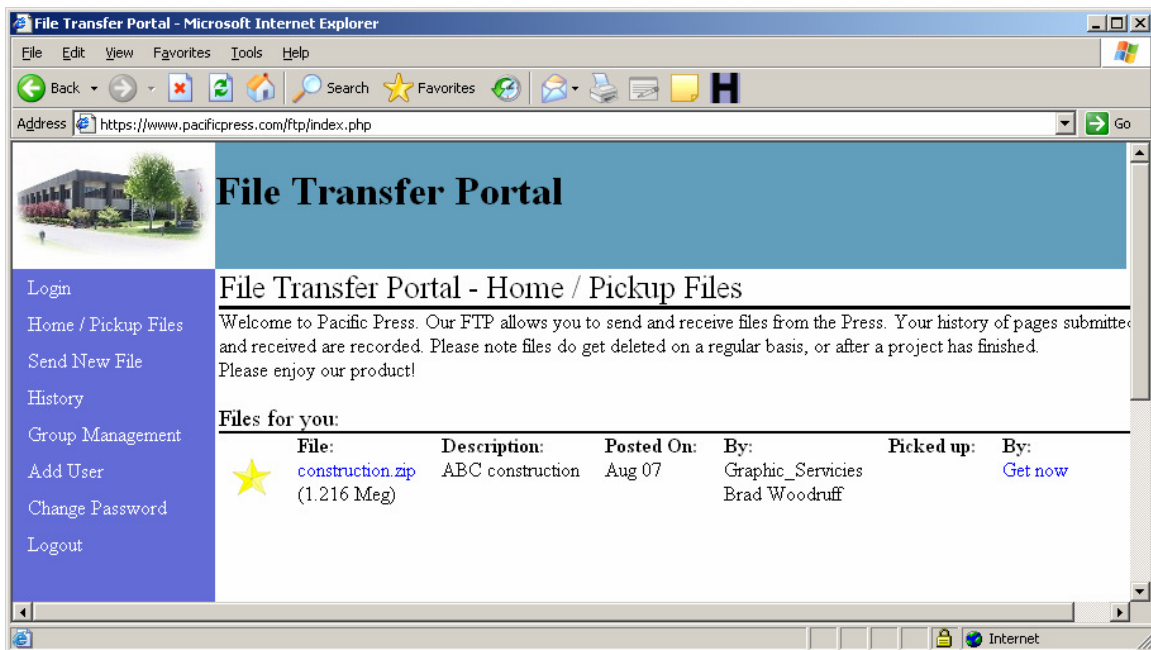 File Transfer Portal - Microsoft Internet Explorer
File Edit View Favorites Tools Help
Back Search Favorites H
Address https://www.pacificpress.com/ftp/index.php Go
File Transfer Portal
Login
Home / Pickup Files
Send New File
History
Group Management
Add User
Change Password
Logout
File Transfer Portal - Home / Pickup Files
Welcome to Pacific Press. Our FTP allows you to send and receive files from the Press. Your history of pages submitted
and received are recorded. Please note files do get deleted on a regular basis, or after a project has finished.
Please enjoy our product!
Files for you:
File: Description: Posted On: By: Picked up: By:
construction.zip ABC construction Aug 07 Graphic_Servicies Get now
(1.216 Meg) Brad Woodruff
Internet